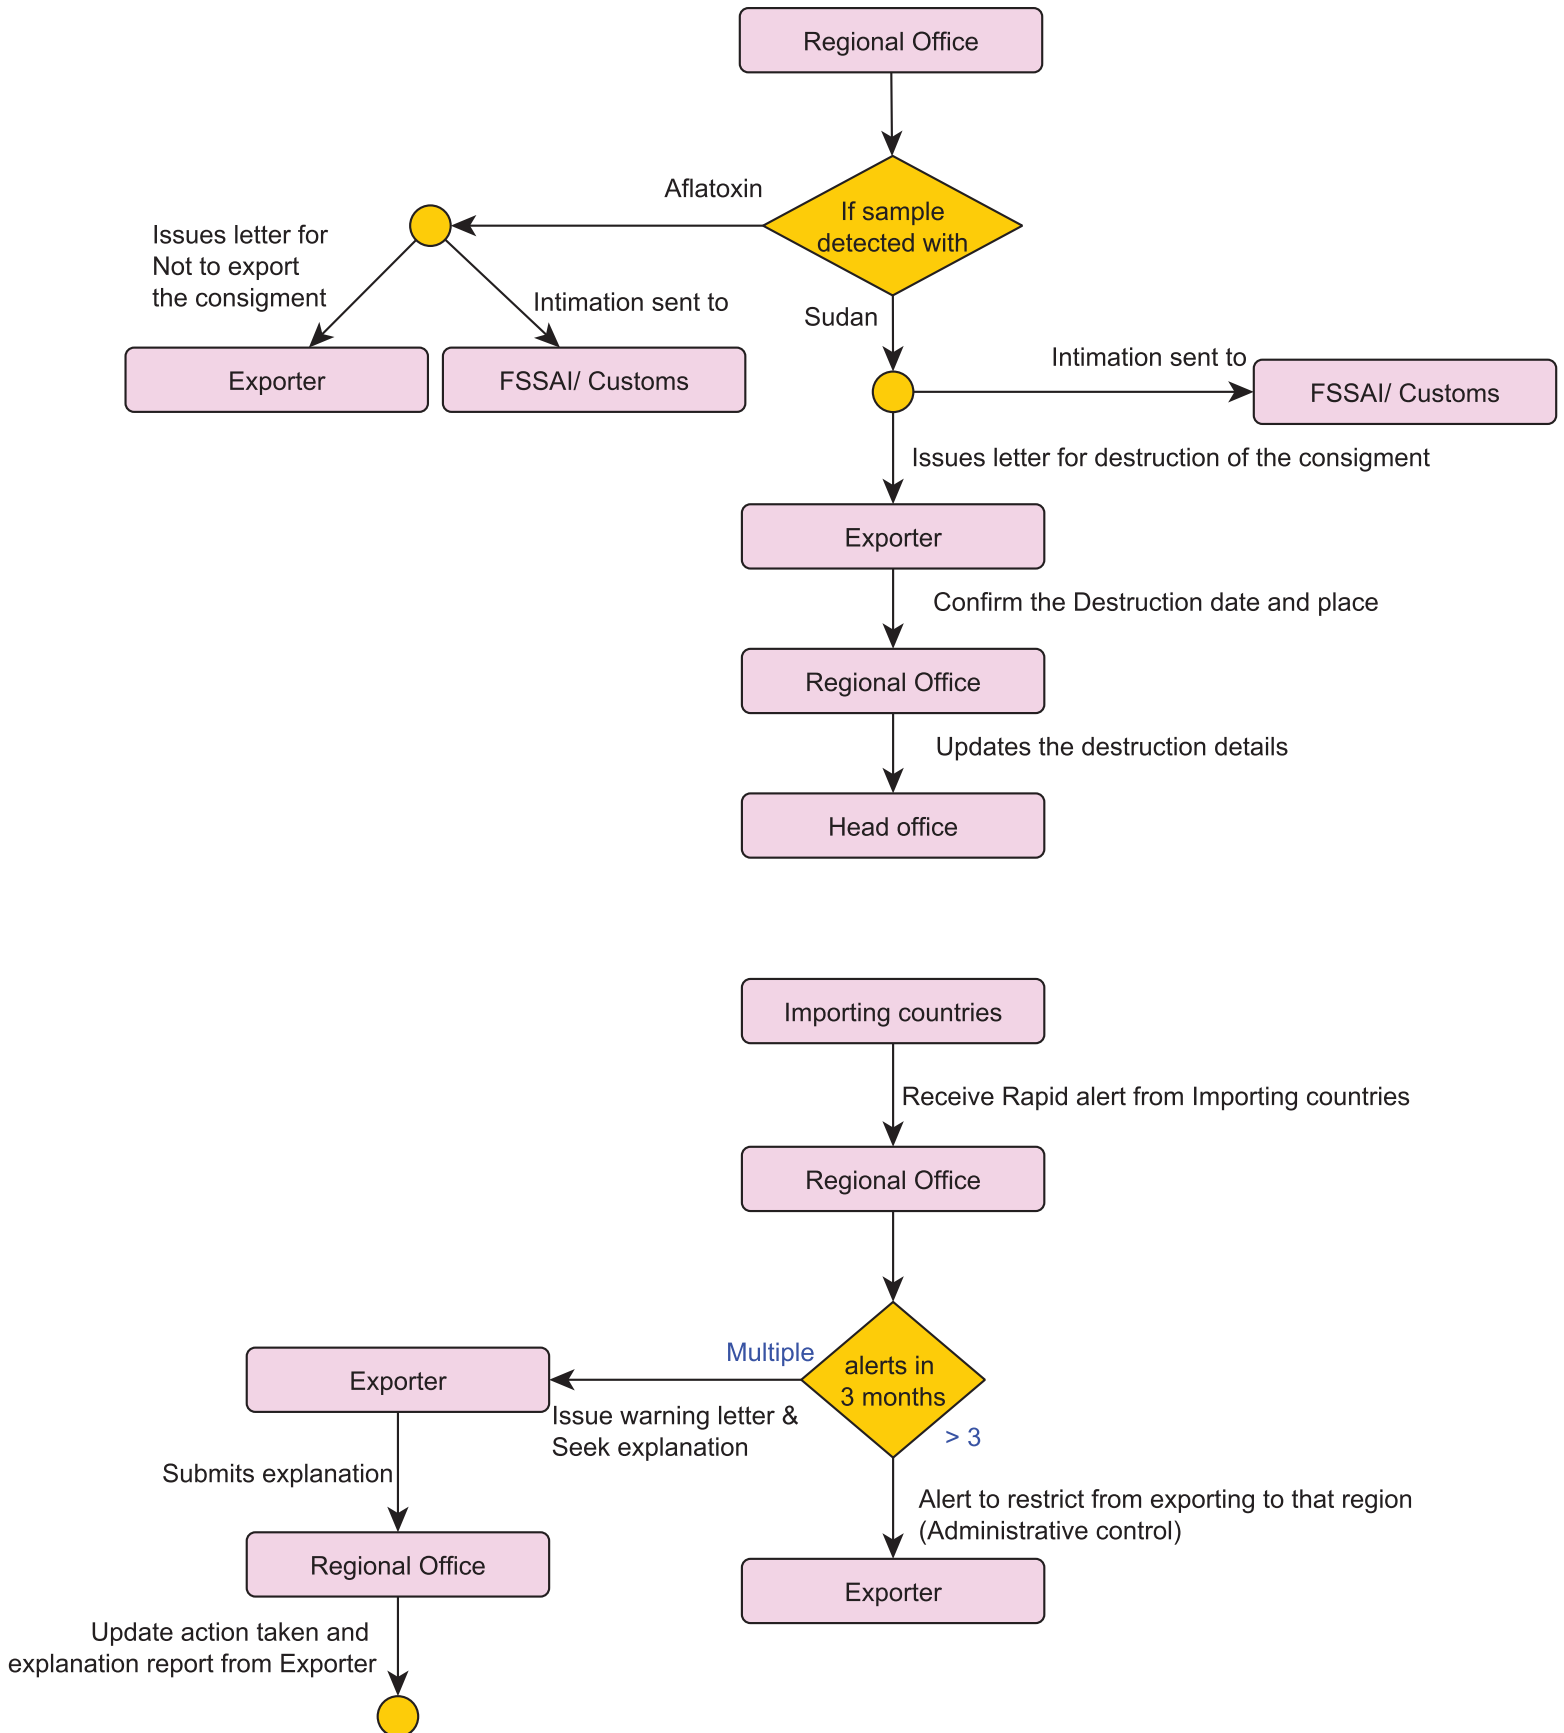 Regional Office
Aflatoxin
If sample
detected with
Issues letter for
Not to export
the consigment
Intimation sent to
Sudan
Exporter
FSSAI/ Customs
Intimation sent to
FSSAI/ Customs
Issues letter for destruction of the consigment
Exporter
Confirm the Destruction date and place
Regional Office
Updates the destruction details
Head office
Importing countries
Receive Rapid alert from Importing countries
Regional Office
Multiple
alerts in
3 months
> 3
Exporter
Issue warning letter &
Seek explanation
Submits explanation
Alert to restrict from exporting to that region
(Administrative control)
Regional Office
Exporter
Update action taken and
explanation report from Exporter